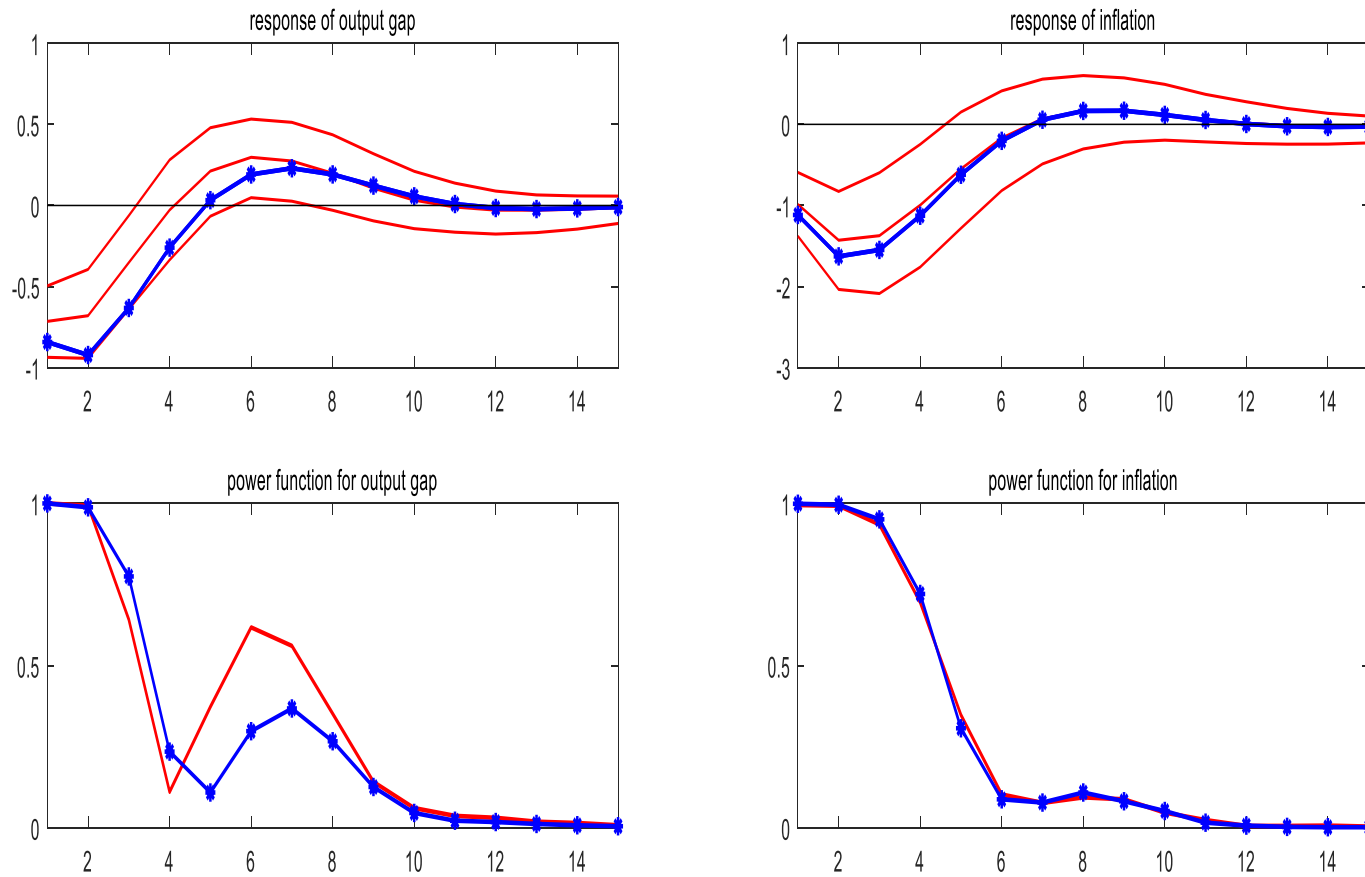 response of output gap
1
0.5
0
-0.5
-1
2 4 6 8 10 12 14
response of inflation
1
0
-1
-2
-3
2 4 6 8 10 12 14
power function for output gap
1
0.5
0
2 4 6 8 10 12 14
power function for inflation
1
0.5
0
2 4 6 8 10 12 14